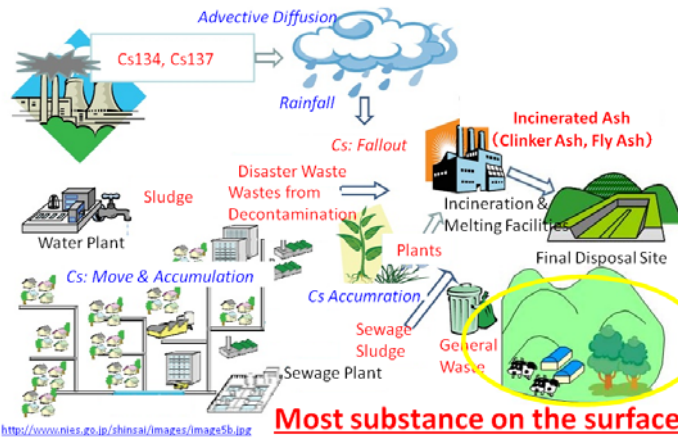 Advective Diffusion
Cs134, Cs137
Rainfall
Cs: Fallout
Incinerated Ash
(Clinker Ash, Fly Ash)
Disaster Waste
Wastes from
Decontamination
Sludge
Incineration &
Melting Facilities
Water Plant
Final Disposal Site
Plants
Cs: Move & Accumulation
Cs Accumration
Sewage
Sludge
General
Waste
Sewage Plant
http://www.nies.go.jp/shinsai/images/image5b.jpg
Most substance on the surface